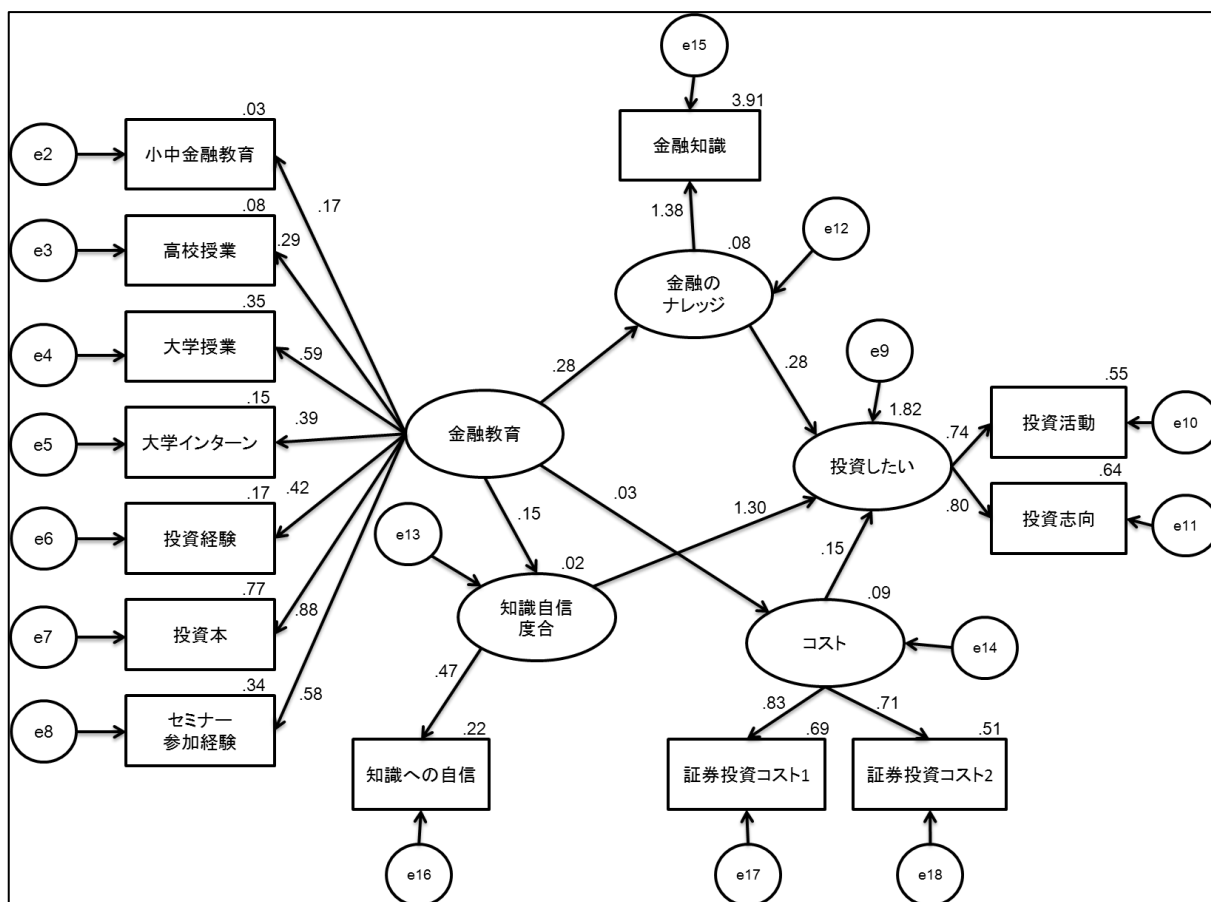 e15
3.91
金融知識
.03
e2
小中金融教育
.17
1.38
.08
e3
高校授業
.29
.08
e12
金融の
ナレッジ
.35
e4
大学授業
.59
.28
.28
e9
.15
e5
大学インターン
.39
金融教育
1.82
投資したい
.55
.74
投資活動
e10
.64
.80
投資志向
e11
.17
e6
投資経験
.42
.15
.03
1.30
.15
e13
.02
知識自信
度合
.77
e7
投資本
.88
.09
コスト
e14
.34
e8
セミナー
参加経験
.58
.47
.22
知識への自信
e16
.83
.71
.69
証券投資コスト1
e17
.51
証券投資コスト2
e18